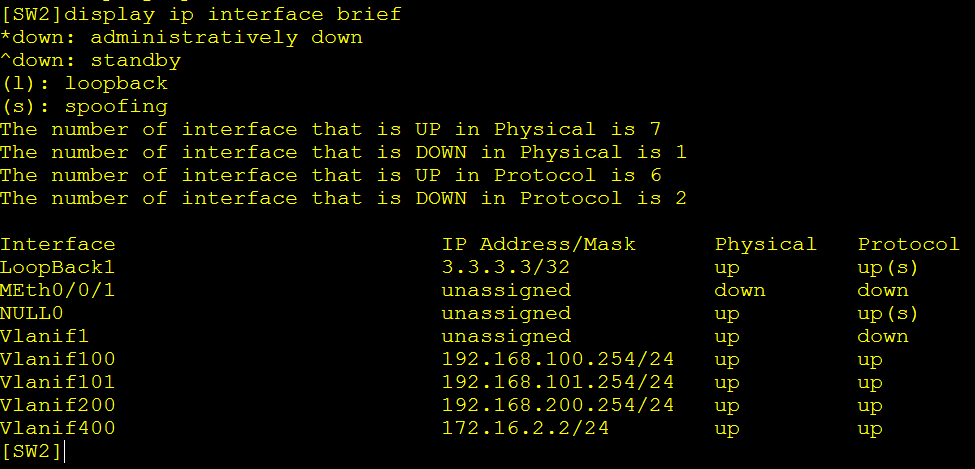 [SW2]display ip interface brief
*down: administratively down
^down: standby
(l): loopback
(s): spoofing
The number of interface that is UP in Physical is 7
The number of interface that is DOWN in Physical is 1
The number of interface that is UP in Protocol is 6
The number of interface that is DOWN in Protocol is 2
Interface IP Address/Mask Physical Protocol
LoopBack1 3.3.3.3/32 up up(s)
MEth0/0/1 unassigned down down
NULL0 unassigned up up(s)
Vlanif1 unassigned up down
Vlanif100 192.168.100.254/24 up up
Vlanif101 192.168.101.254/24 up up
Vlanif200 192.168.200.254/24 up up
Vlanif400 172.16.2.2/24 up up
[SW2]